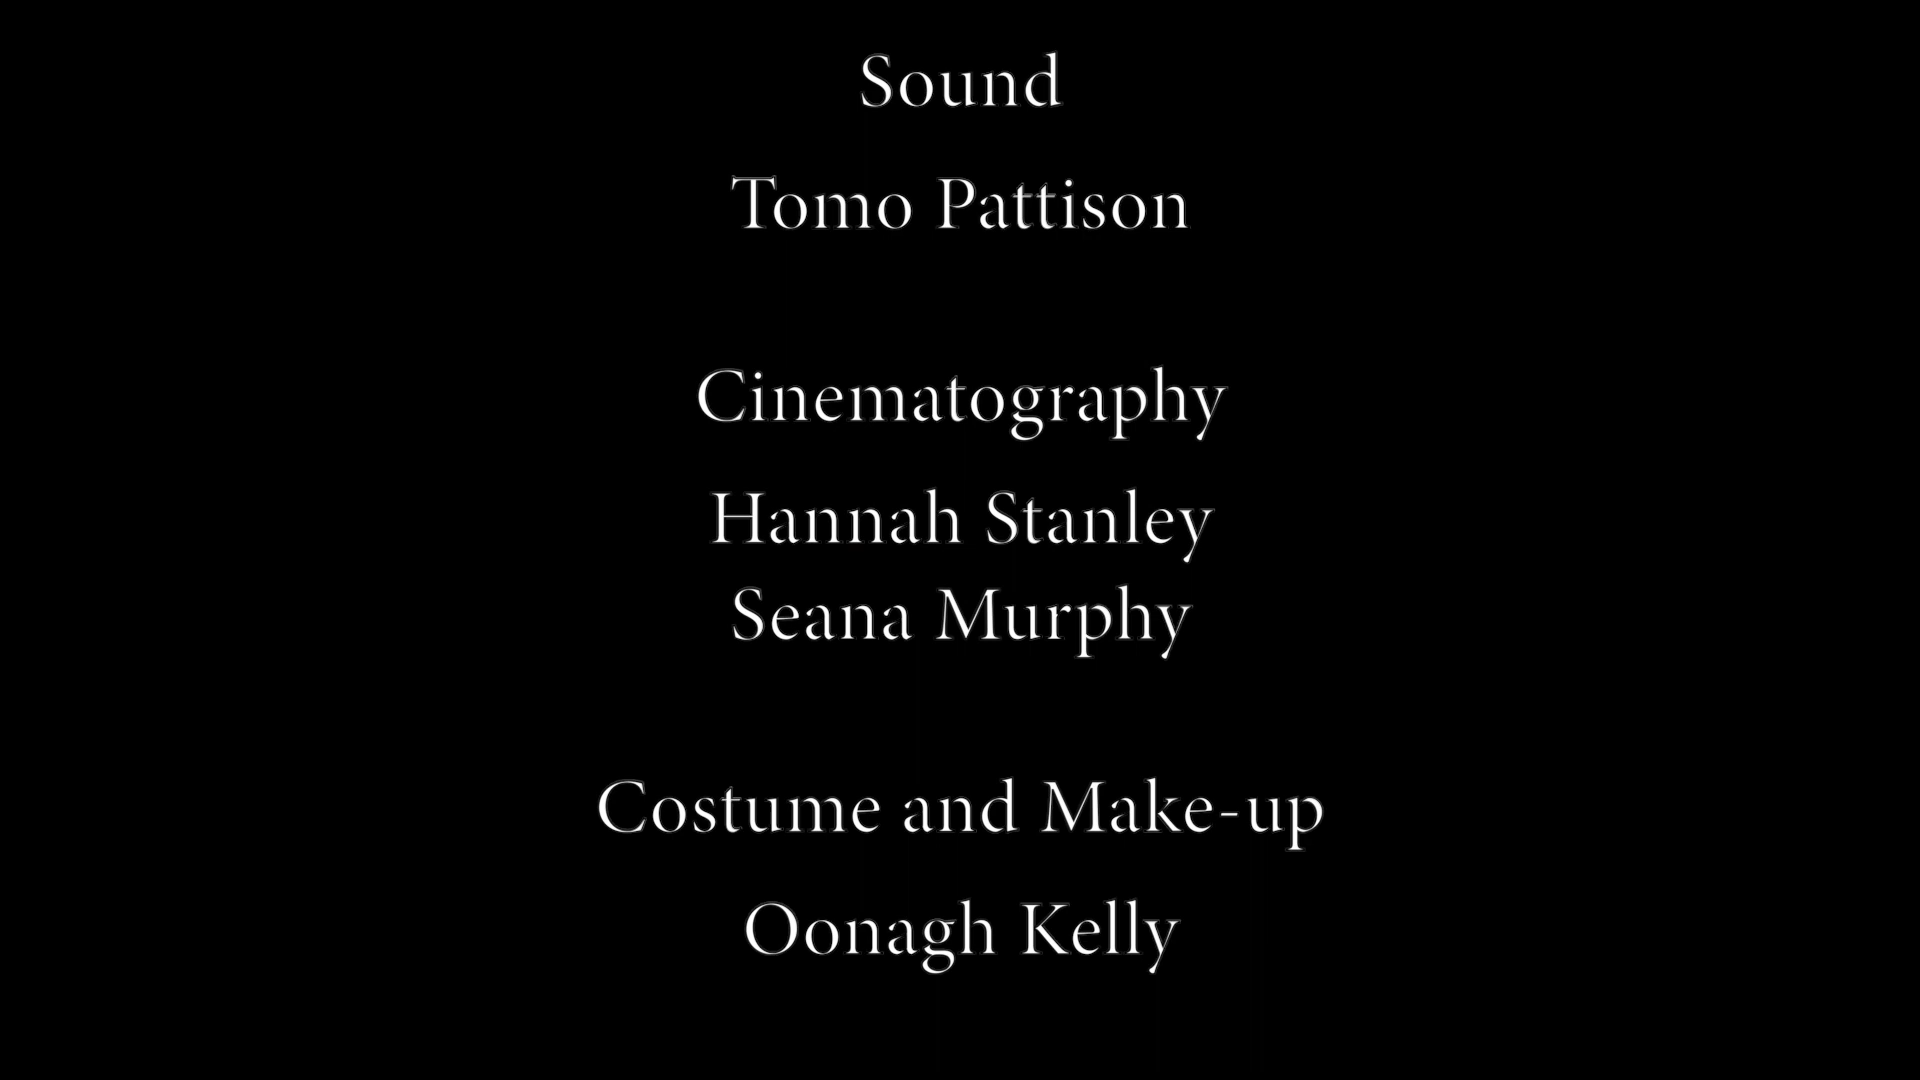 Sound
Tomo Pattison
Cinematography
Hannah Stanley
Seana Murphy
Costume and Make-up
Oonagh Kelly